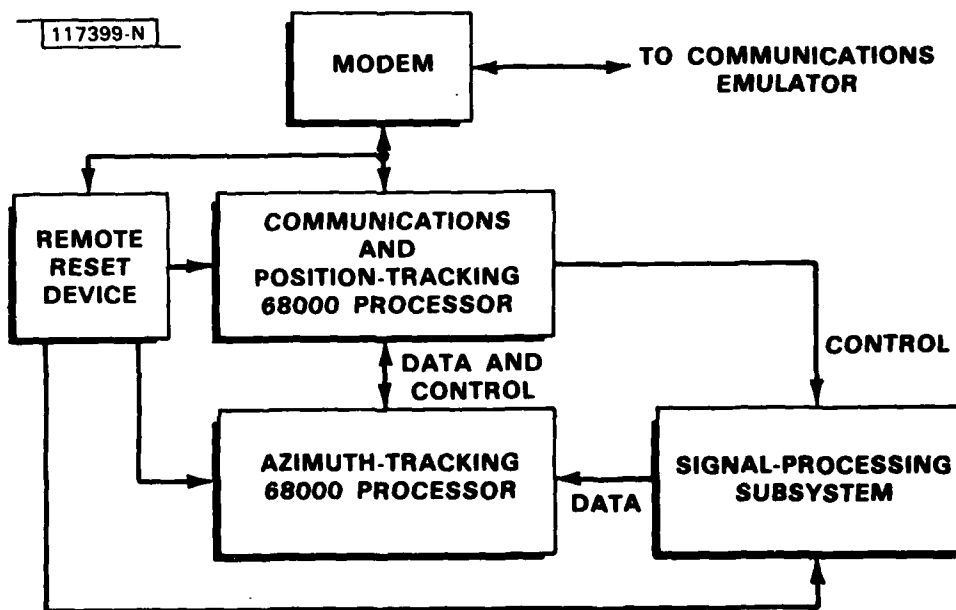 117399-N
MODEM
TO COMMUNICATIONS
EMULATOR
REMOTE
RESET
DEVICE
COMMUNICATIONS
AND
POSITION-TRACKING
68000 PROCESSOR
CONTROL
DATA AND
CONTROL
AZIMUTH-TRACKING
68000 PROCESSOR
DATA
SIGNAL-PROCESSING
SUBSYSTEM